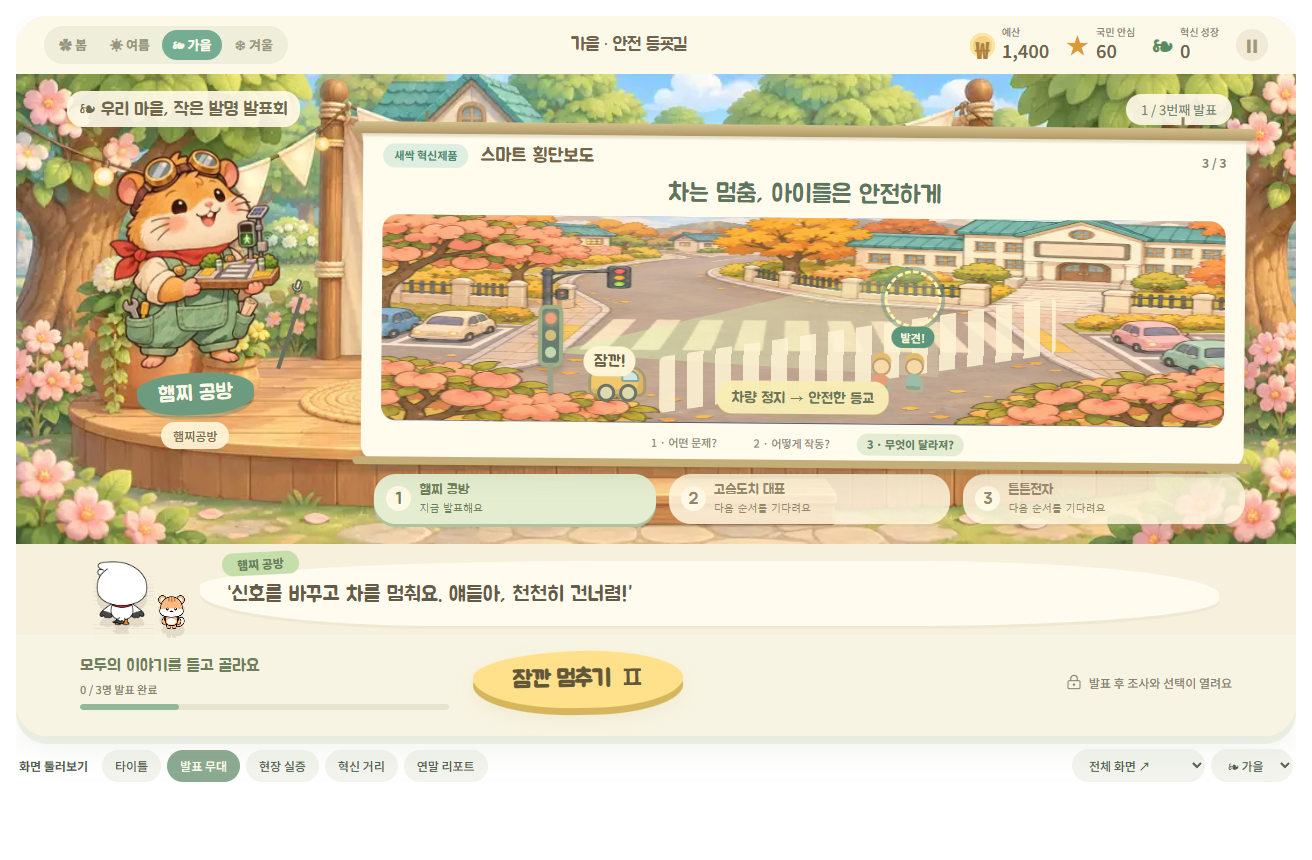 봄
여름
가을
겨울
가을 · 안전 등굣길
예산
₩ 1,400
국민 안심
60
혁신 성장
0
우리 마을, 작은 발명 발표회
1 / 3번째 발표
새싹 혁신제품
스마트 횡단보도
3 / 3
차는 멈춤, 아이들은 안전하게
발견!
잠깐!
차량 정지 → 안전한 등교
1 · 어떤 문제?
2 · 어떻게 작동?
3 · 무엇이 달라져?
햄찌 공방
햄찌공방
1
햄찌 공방
지금 발표해요
2
고슴도치 대표
다음 순서를 기다려요
3
튼튼전자
다음 순서를 기다려요
햄찌 공방
‘신호를 바꾸고 차를 멈춰요. 얘들아, 천천히 건너렴!’
모두의 이야기를 듣고 골라요
0 / 3명 발표 완료
잠깐 멈추기 Ⅱ
발표 후 조사와 선택이 열려요
화면 둘러보기
타이틀
발표 무대
현장 실증
혁신 거리
연말 리포트
전체 화면 ↗
가을